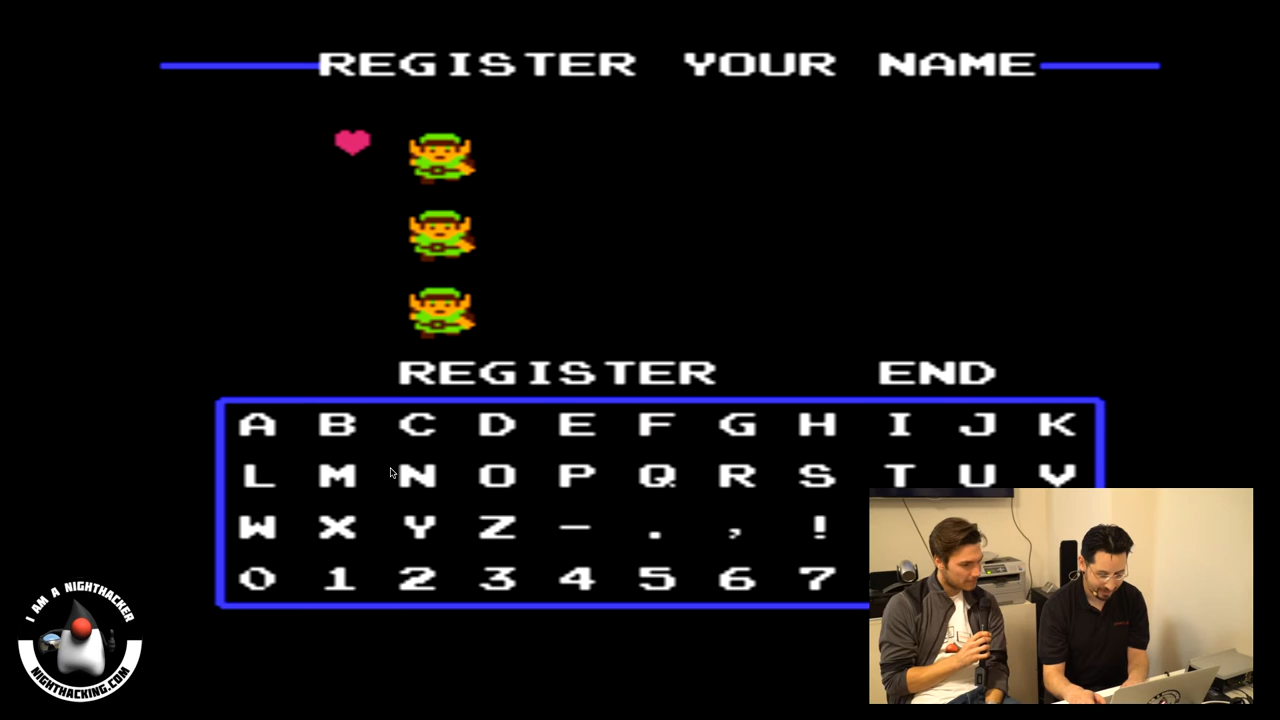 REGISTER YOUR NAME
REGISTER END
A B C D E F G H I J K
L M N O P Q R S T U V
W X Y Z - . , !
0 1 2 3 4 5 6 7
I AM A NIGHTHACKER
NIGHTHACKING.COM